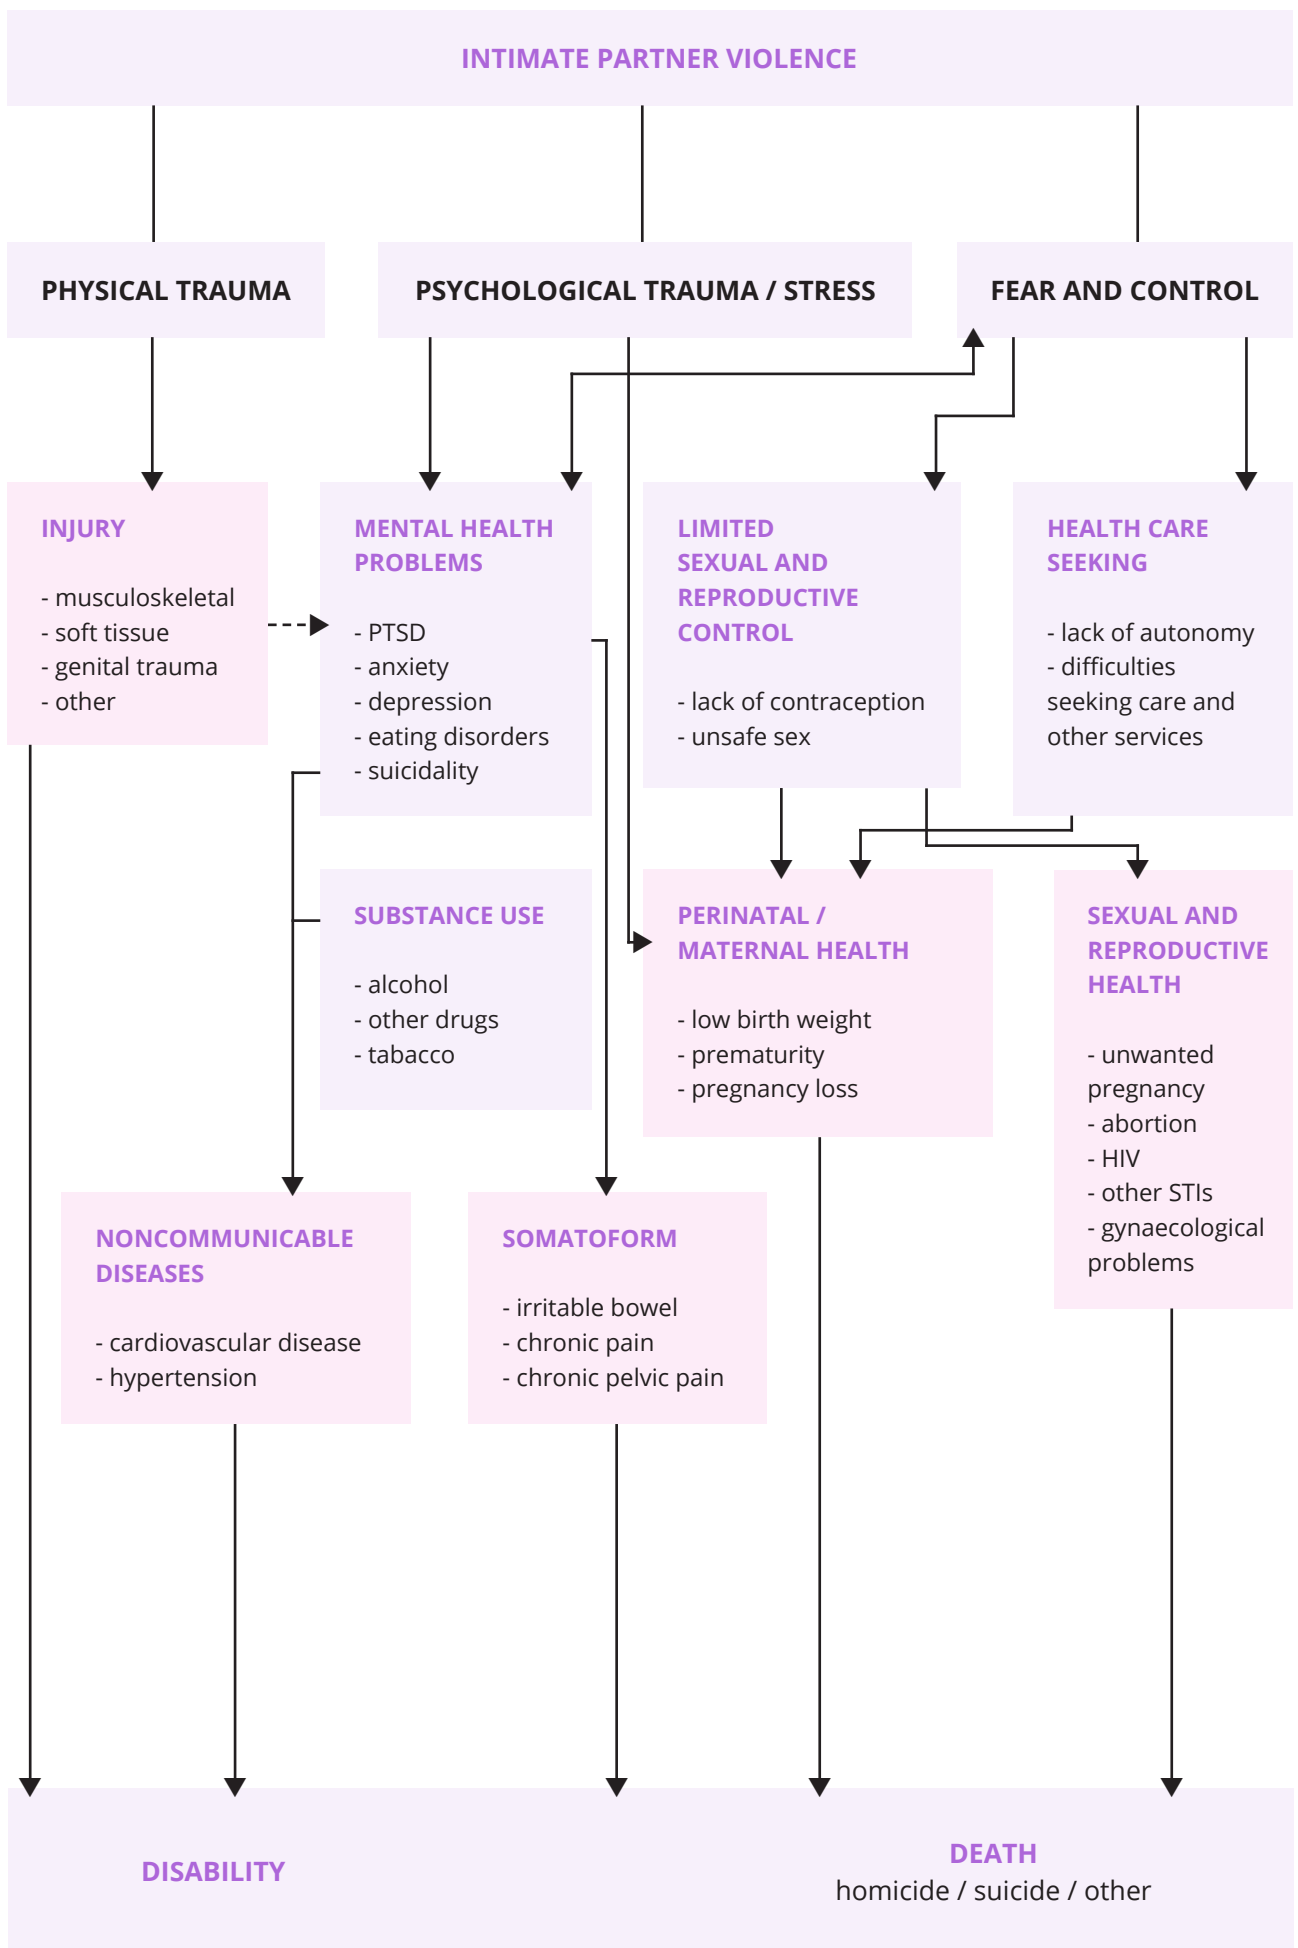 INTIMATE PARTNER VIOLENCE
PHYSICAL TRAUMA
PSYCHOLOGICAL TRAUMA / STRESS
FEAR AND CONTROL
INJURY
- musculoskeletal
- soft tissue
- genital trauma
- other
MENTAL HEALTH
PROBLEMS
- PTSD
- anxiety
- depression
- eating disorders
- suicidality
LIMITED
SEXUAL AND
REPRODUCTIVE
CONTROL
- lack of contraception
- unsafe sex
HEALTH CARE
SEEKING
- lack of autonomy
- difficulties
seeking care and
other services
SUBSTANCE USE
- alcohol
- other drugs
- tabacco
PERINATAL /
MATERNAL HEALTH
- low birth weight
- prematurity
- pregnancy loss
SEXUAL AND
REPRODUCTIVE
HEALTH
- unwanted
pregnancy
- abortion
- HIV
- other STIs
- gynaecological
problems
NONCOMMUNICABLE
DISEASES
- cardiovascular disease
- hypertension
SOMATOFORM
- irritable bowel
- chronic pain
- chronic pelvic pain
DISABILITY
DEATH
homicide / suicide / other